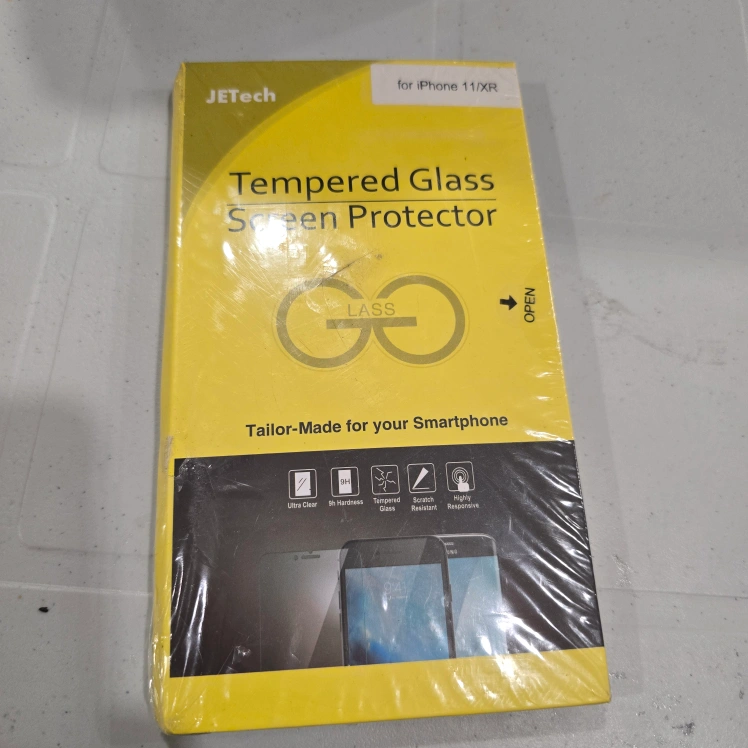 JETech
for iPhone 11/XR
Tempered Glass
Screen Protector
LASS
OPEN
Tailor-Made for your Smartphone
9H
Ultra Clear
9h Hardness
Tempered
Glass
Scratch
Resistant
Highly
Responsive